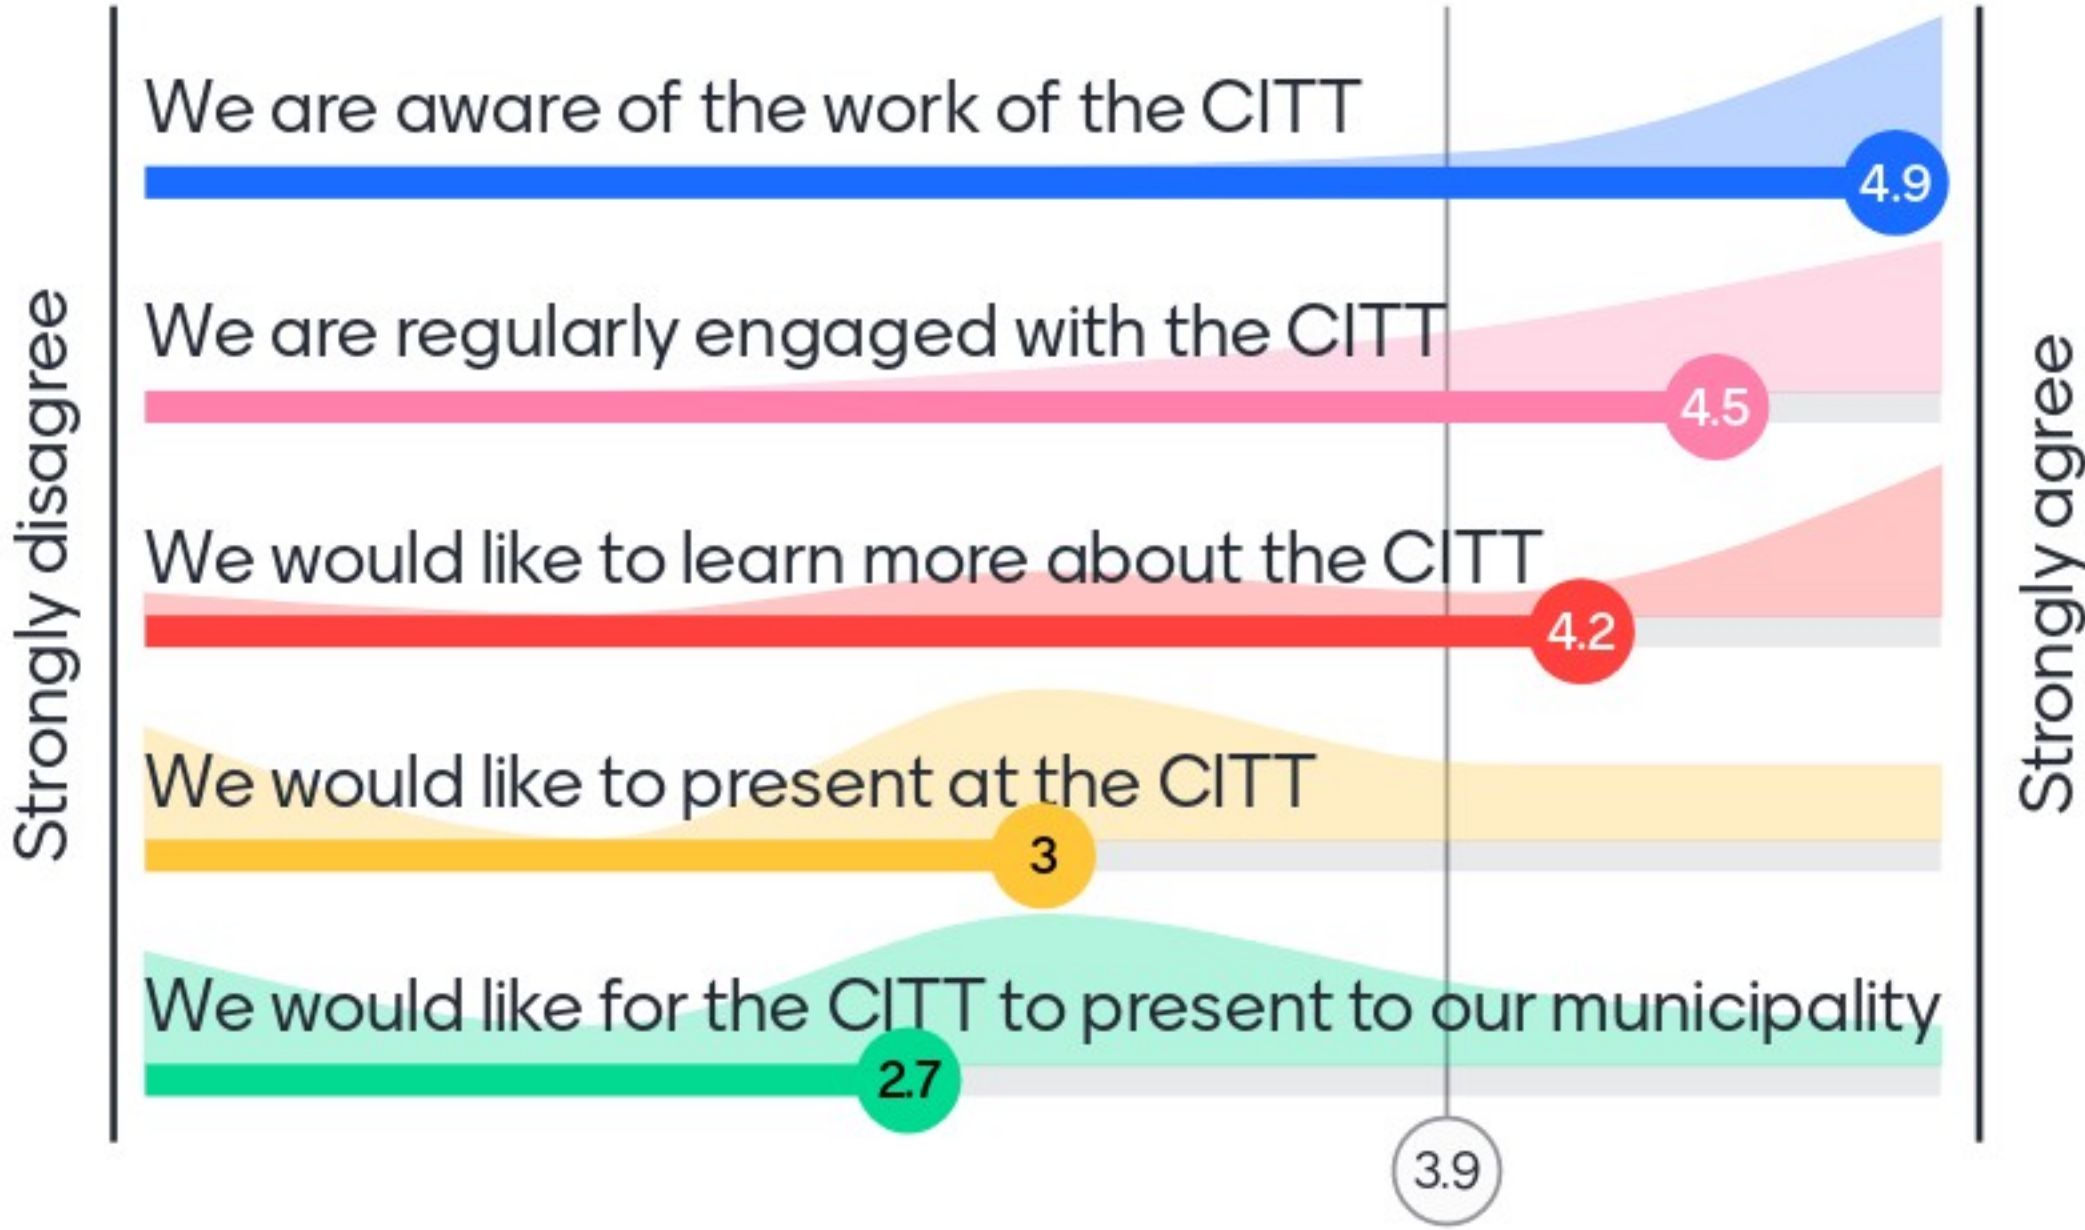 Strongly disagree
We are aware of the work of the CITT
4.9
We are regularly engaged with the CITT
4.5
We would like to learn more about the CITT
4.2
We would like to present at the CITT
3
We would like for the CITT to present to our municipality
2.7
3.9
Strongly agree